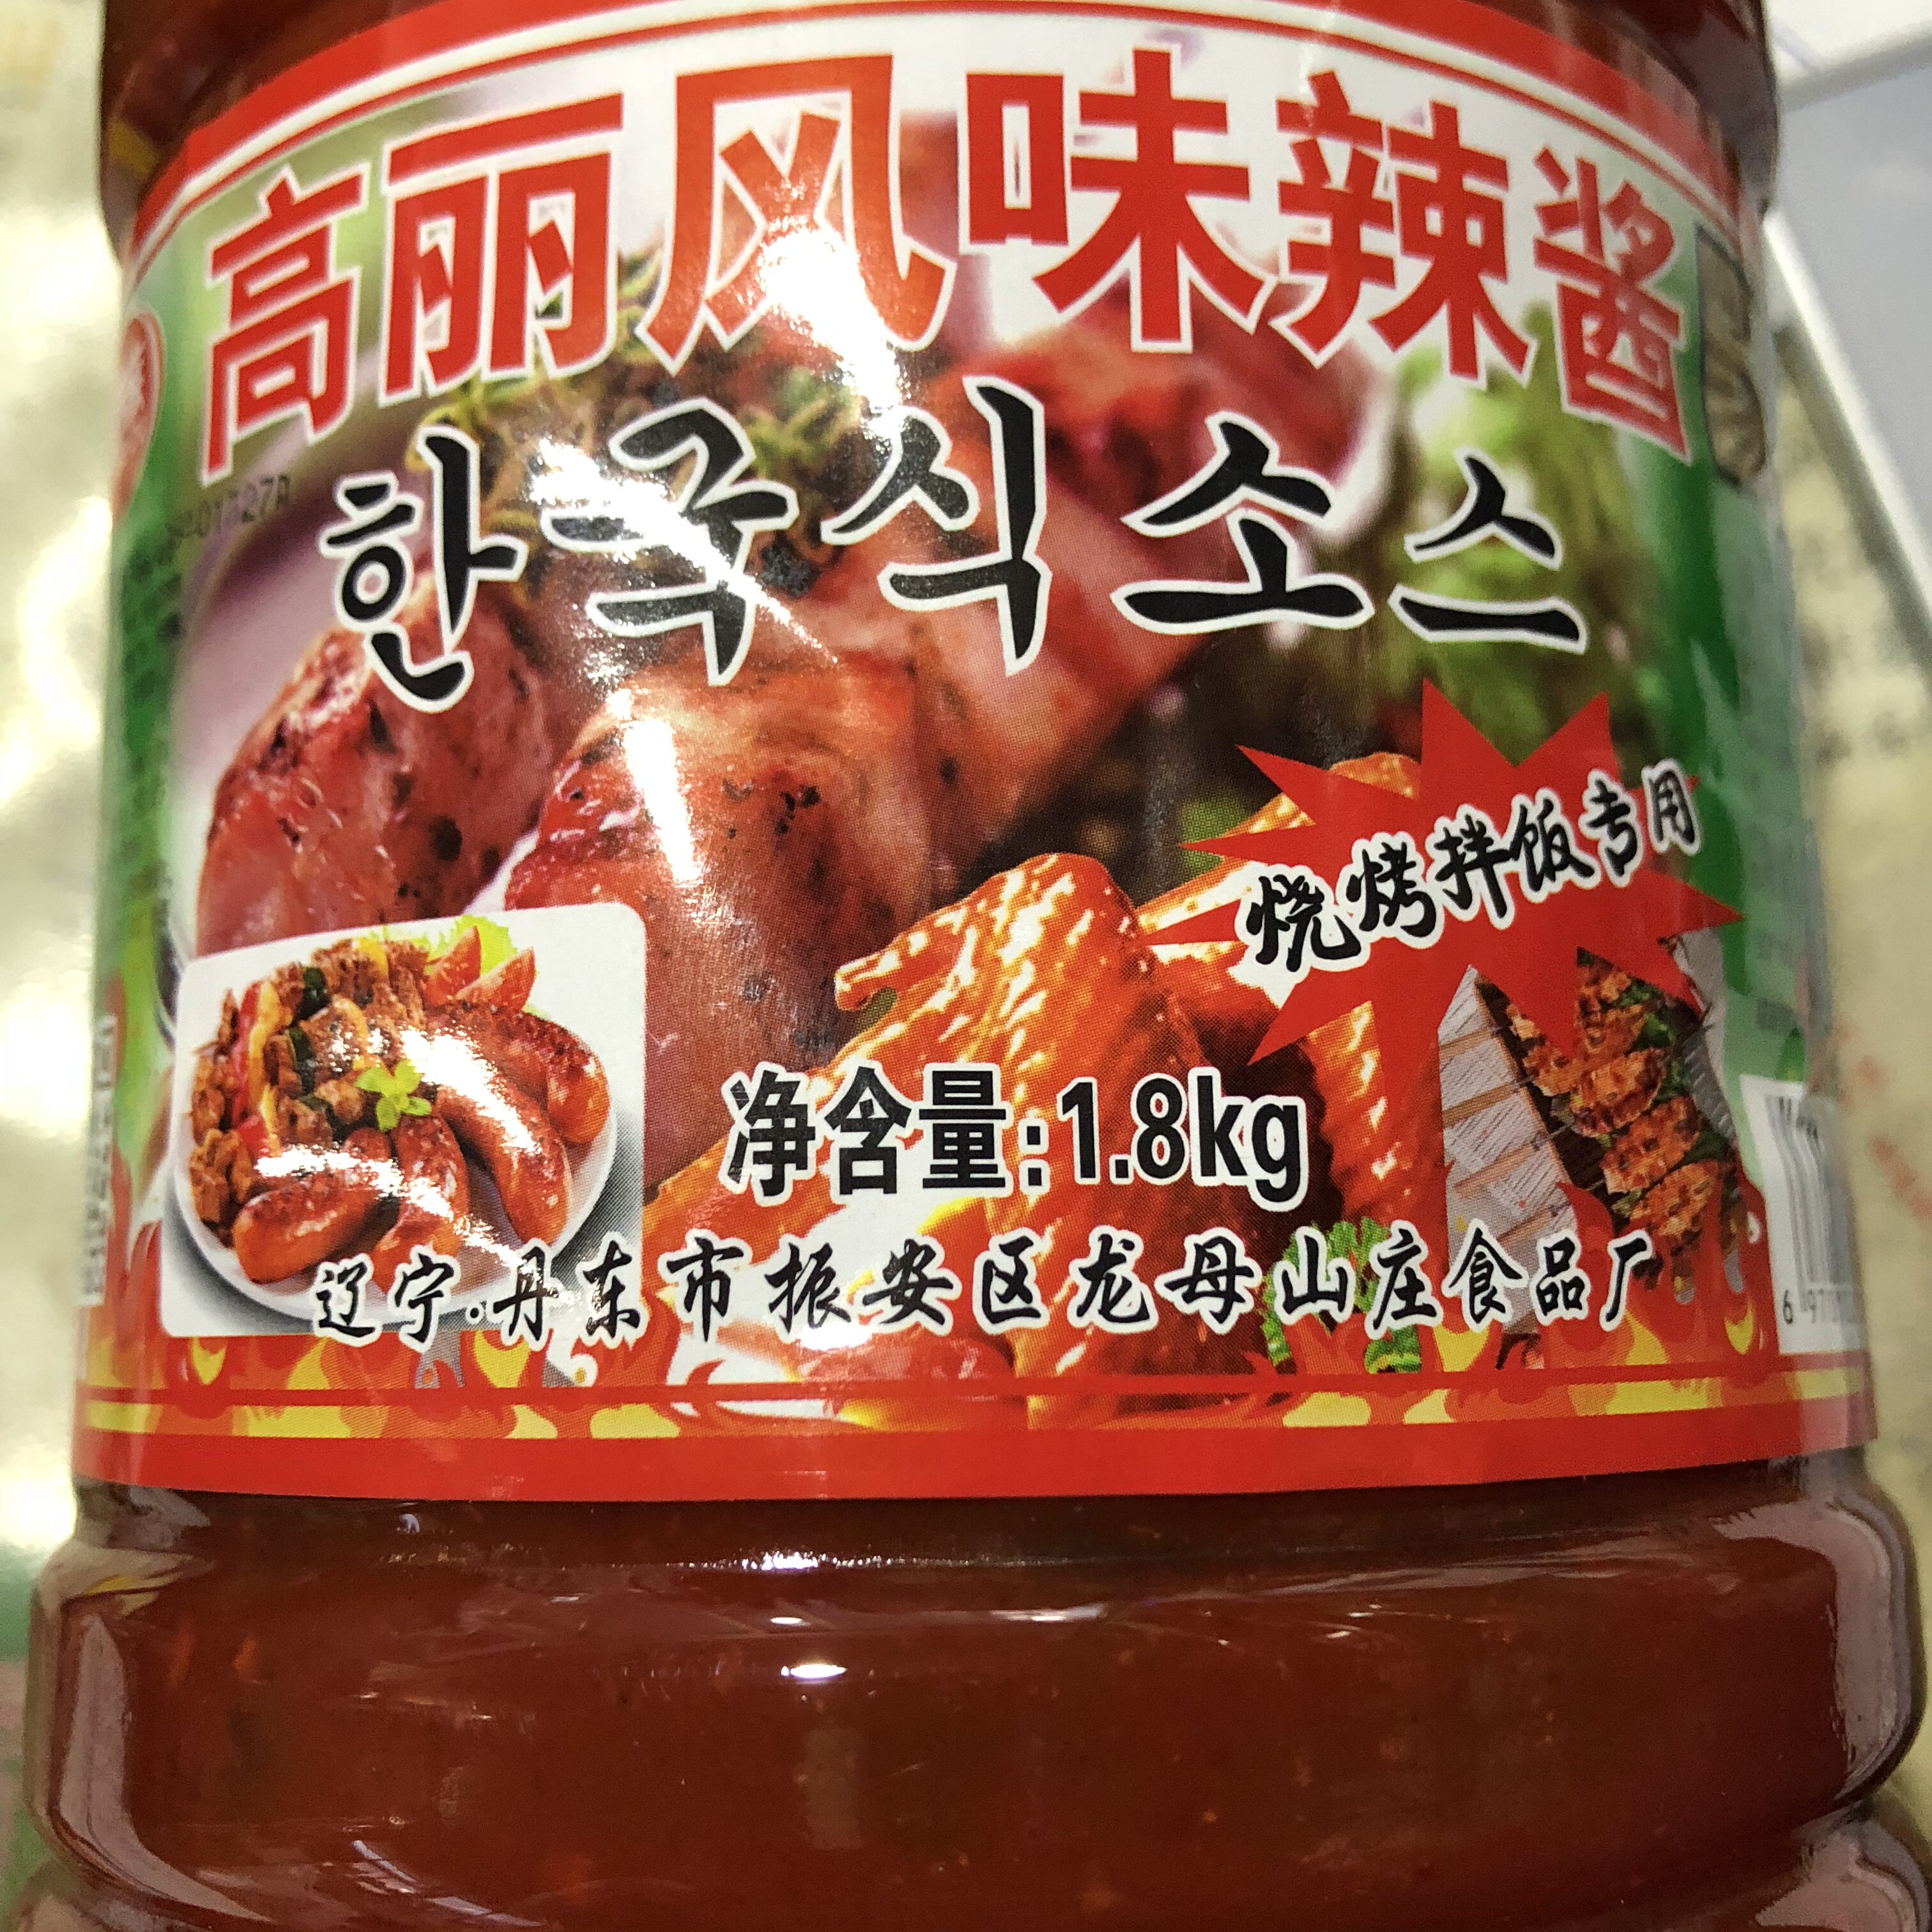 高丽风味辣酱
한국식 소스
烧烤拌饭专用
净含量:1.8kg
辽宁·丹东市振安区龙母山庄食品厂